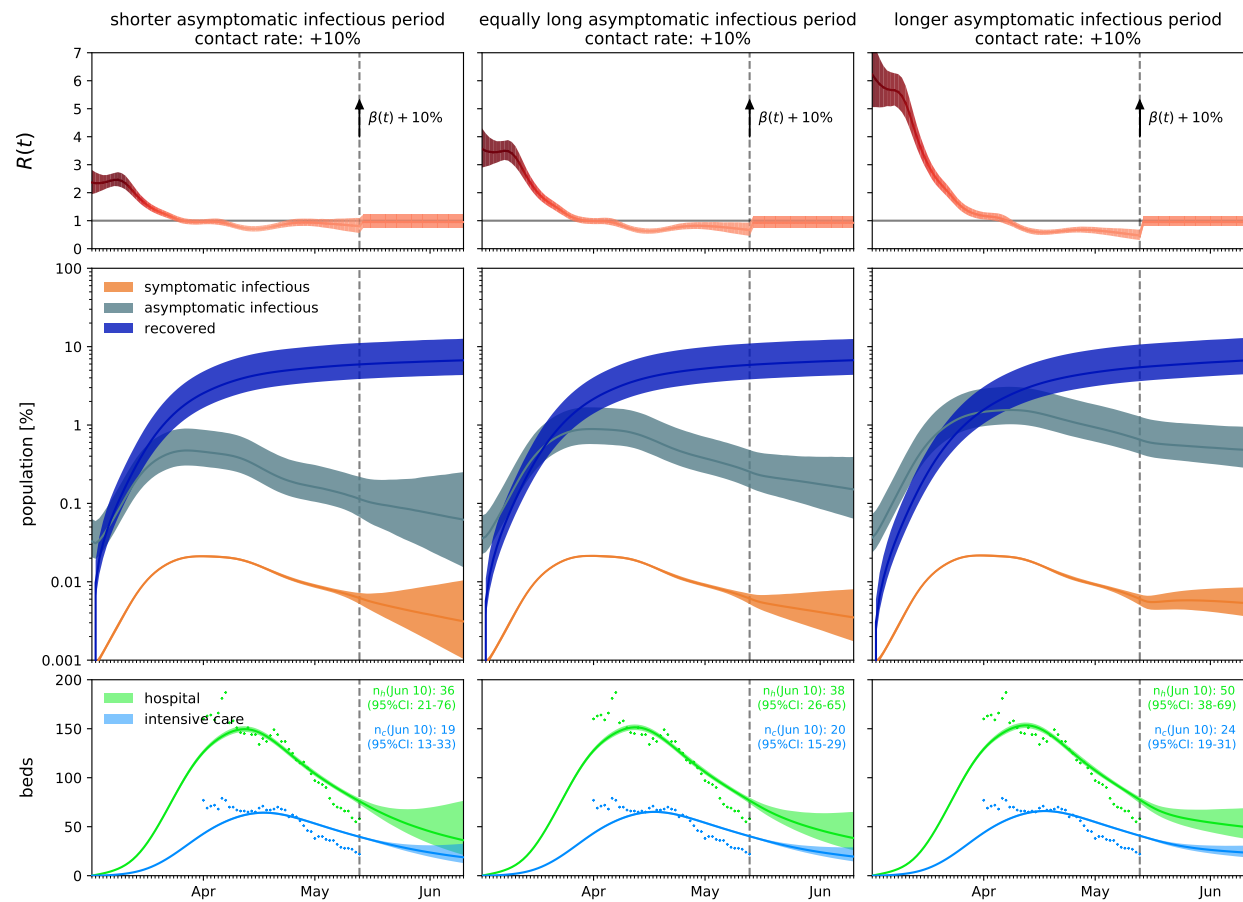 shorter asymptomatic infectious period
contact rate: +10%
equally long asymptomatic infectious period
contact rate: +10%
longer asymptomatic infectious period
contact rate: +10%
R(t)
7
6
5
4
3
2
1
0
β(t) + 10%
β(t) + 10%
β(t) + 10%
population [%]
100
10
1
0.1
0.01
0.001
symptomatic infectious
asymptomatic infectious
recovered
beds
200
150
100
50
0
hospital
intensive care
nₕ(Jun 10): 36
(95%CI: 21-76)
n_c(Jun 10): 19
(95%CI: 13-33)
nₕ(Jun 10): 38
(95%CI: 26-65)
n_c(Jun 10): 20
(95%CI: 15-29)
nₕ(Jun 10): 50
(95%CI: 38-69)
n_c(Jun 10): 24
(95%CI: 19-31)
Apr May Jun
Apr May Jun
Apr May Jun